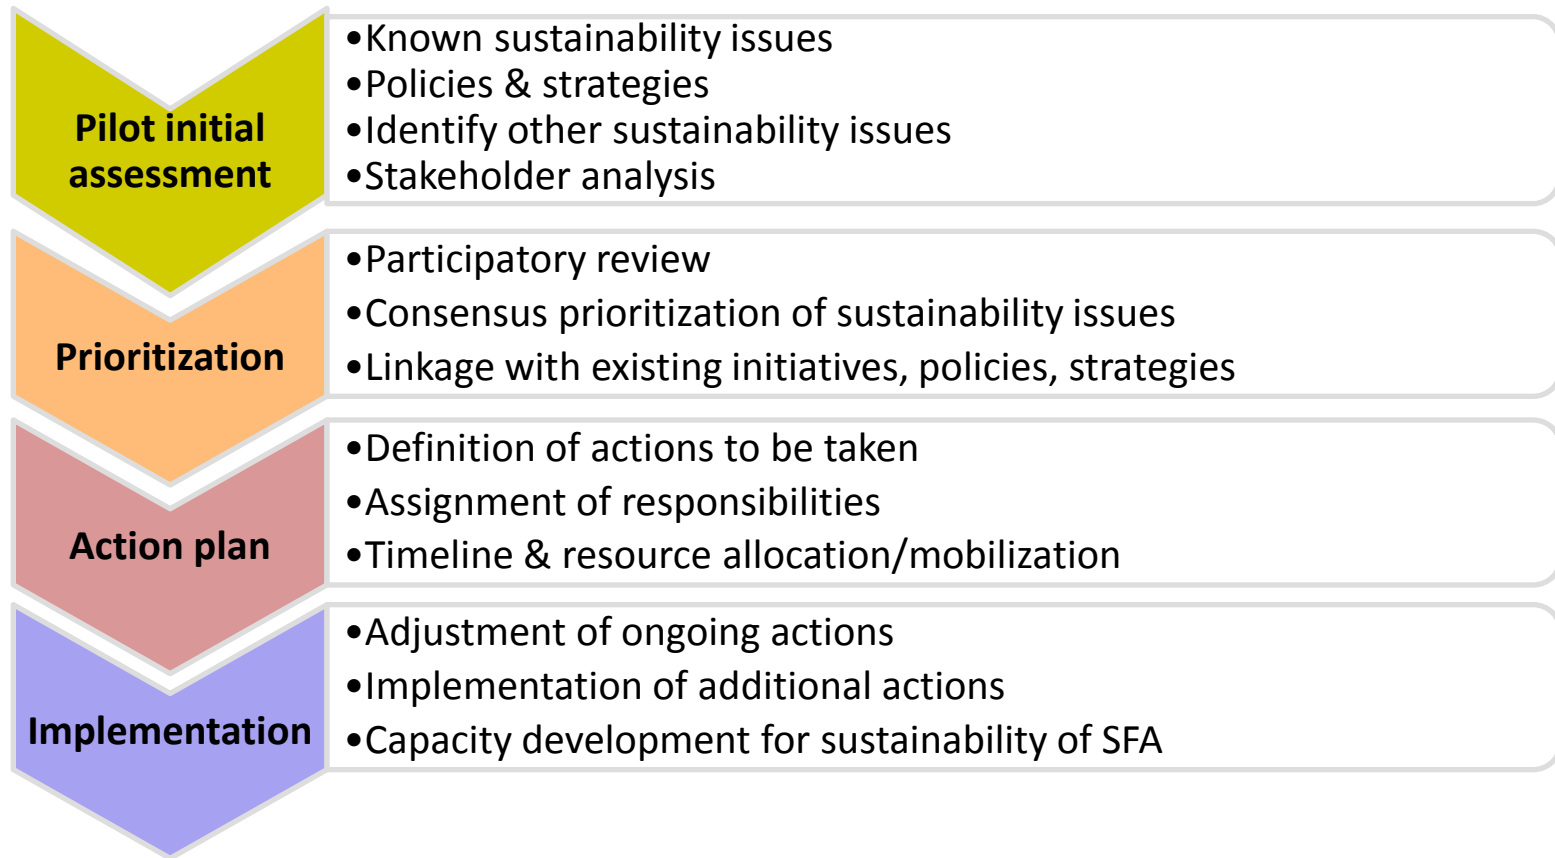 Pilot initial
assessment
•Known sustainability issues
•Policies & strategies
•Identify other sustainability issues
•Stakeholder analysis
Prioritization
•Participatory review
•Consensus prioritization of sustainability issues
•Linkage with existing initiatives, policies, strategies
Action plan
•Definition of actions to be taken
•Assignment of responsibilities
•Timeline & resource allocation/mobilization
Implementation
•Adjustment of ongoing actions
•Implementation of additional actions
•Capacity development for sustainability of SFA